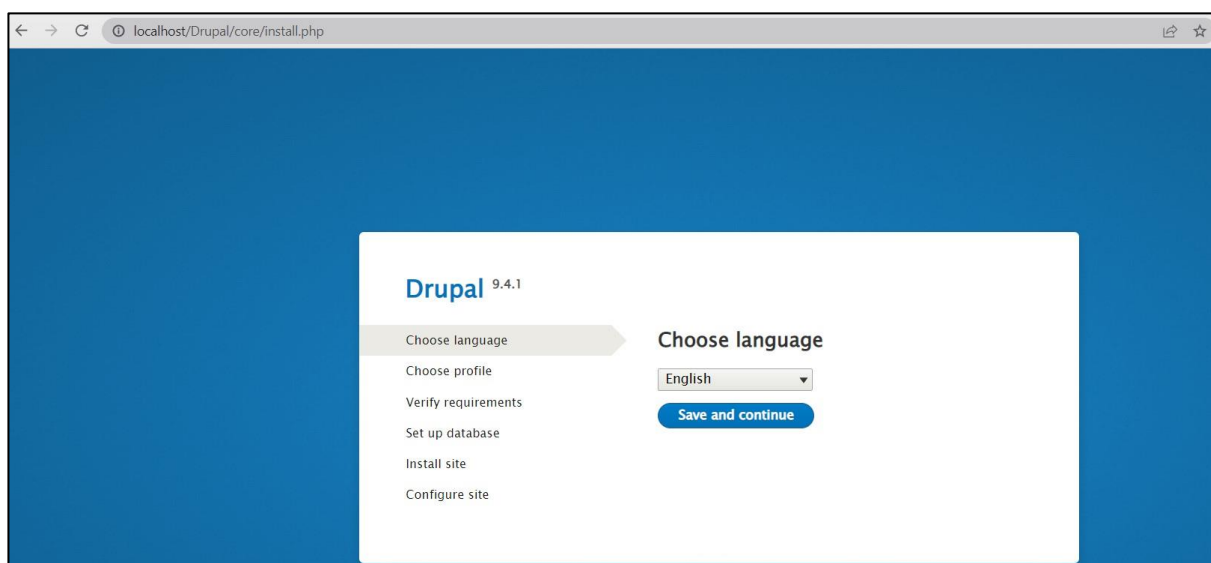 localhost/Drupal/core/install.php
Drupal 9.4.1
Choose language
Choose profile
Verify requirements
Set up database
Install site
Configure site
Choose language
English
Save and continue